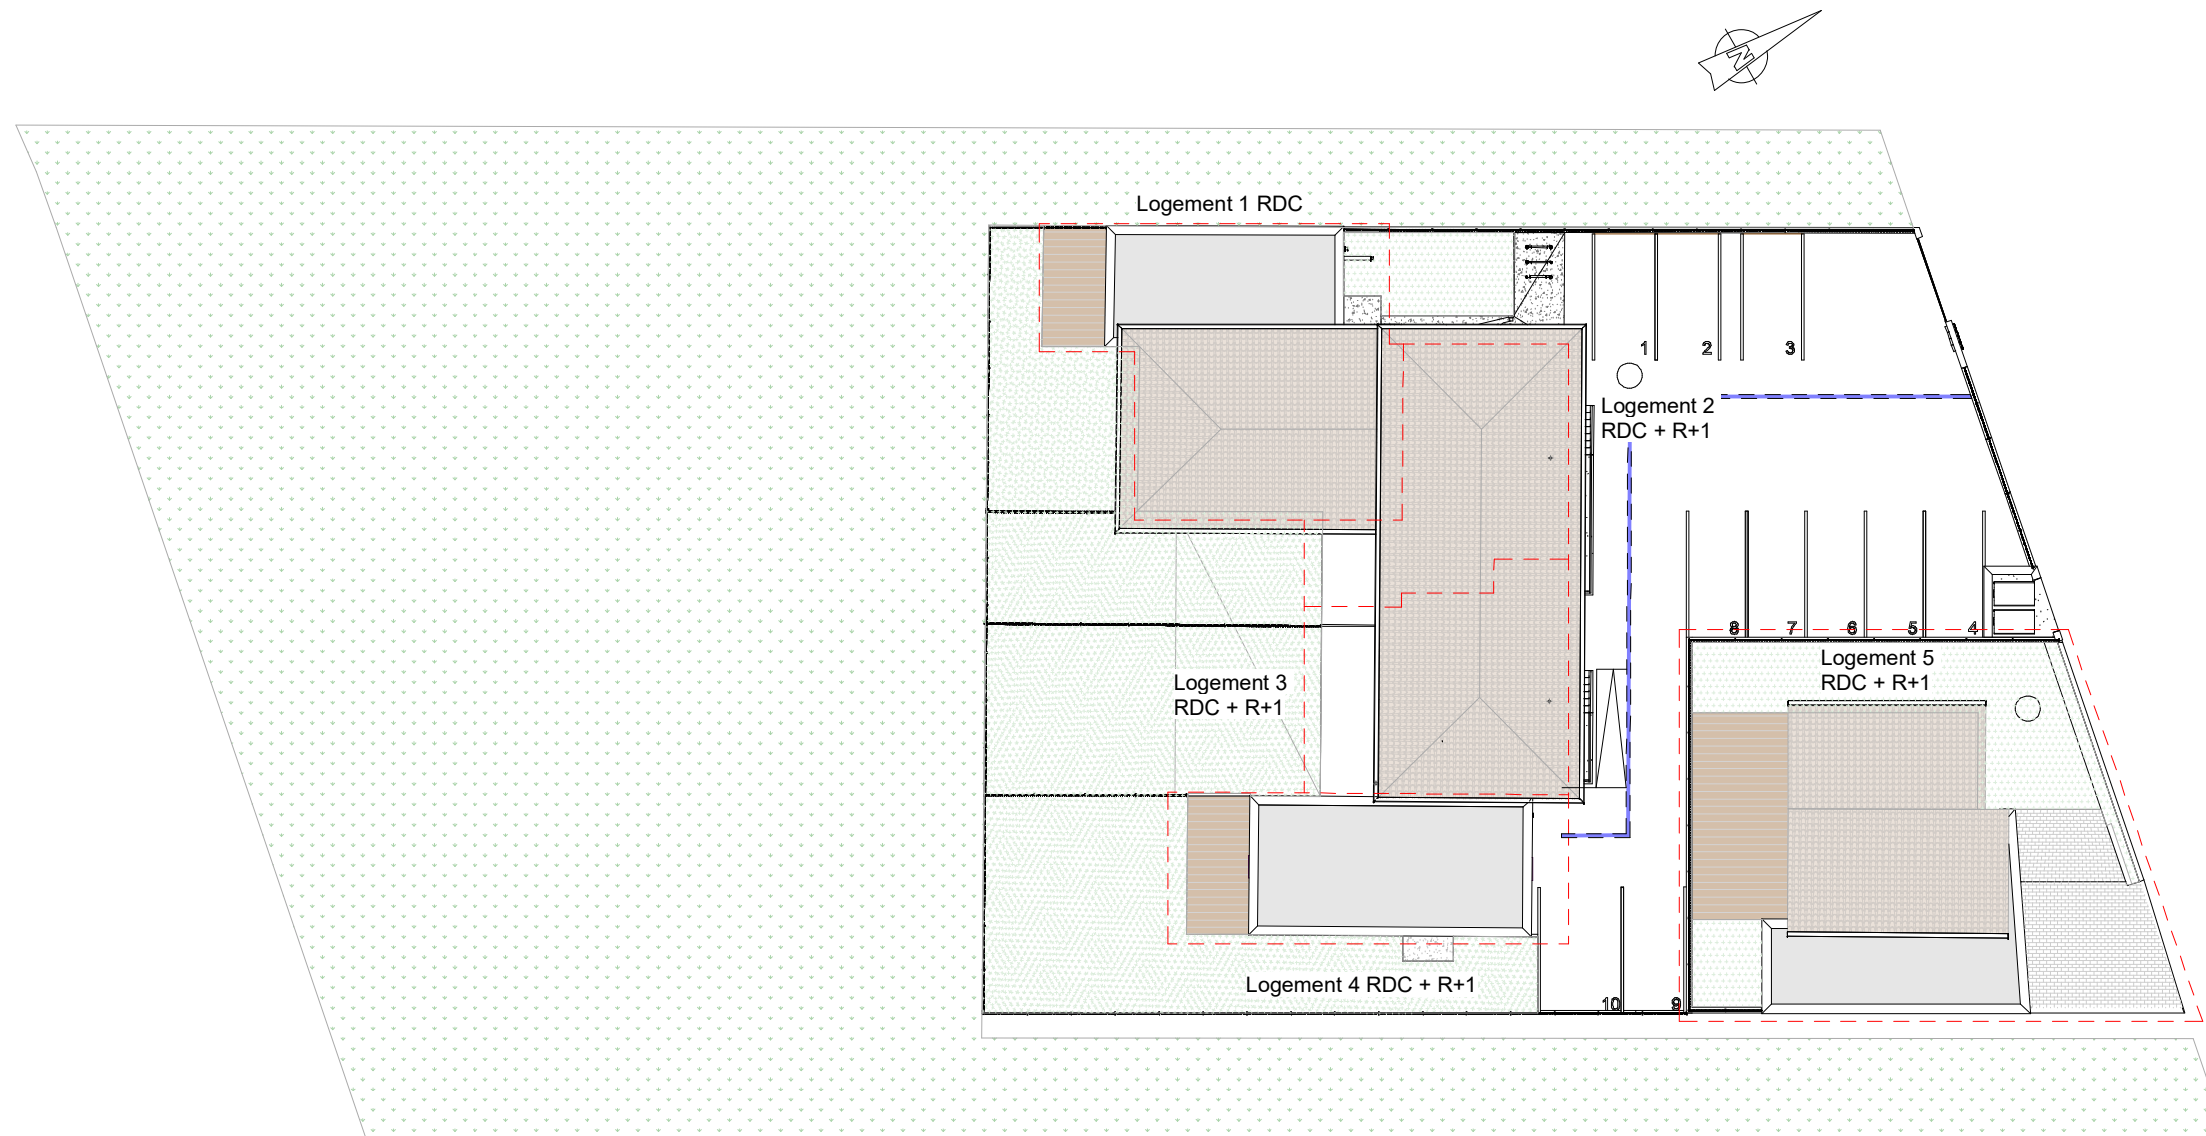 N
Logement 1 RDC
1
2
3
Logement 2
RDC + R+1
8
7
6
5
4
Logement 5
RDC + R+1
Logement 3
RDC + R+1
Logement 4 RDC + R+1
10
9